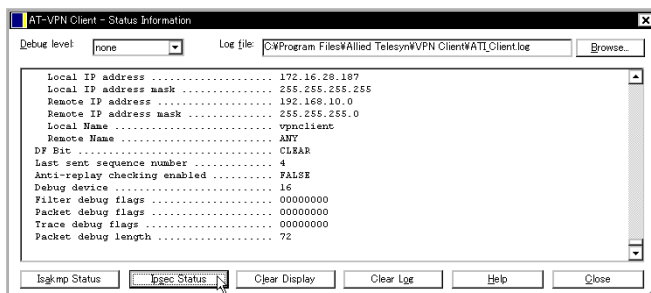 AT-VPN Client - Status Information
Debug level: none Log file: C:¥Program Files¥Allied Telesyn¥VPN Client¥ATI_Client.log Browse...
Local IP address .................... 172.16.28.187
Local IP address mask ............... 255.255.255.255
Remote IP address ................... 192.168.10.0
Remote IP address mask .............. 255.255.255.0
Local Name .......................... vpnclient
Remote Name ......................... ANY
DF Bit ................................ CLEAR
Last sent sequence number ............. 4
Anti-replay checking enabled .......... FALSE
Debug device .......................... 16
Filter debug flags .................... 00000000
Packet debug flags .................... 00000000
Trace debug flags ..................... 00000000
Packet debug length ................... 72
Isakmp Status Ipsec Status Clear Display Clear Log Help Close